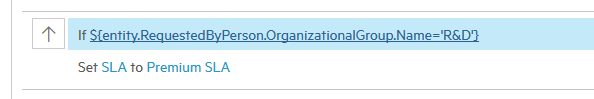 If ${entity.RequestedByPerson.OrganizationalGroup.Name='R&D'}
Set SLA to Premium SLA